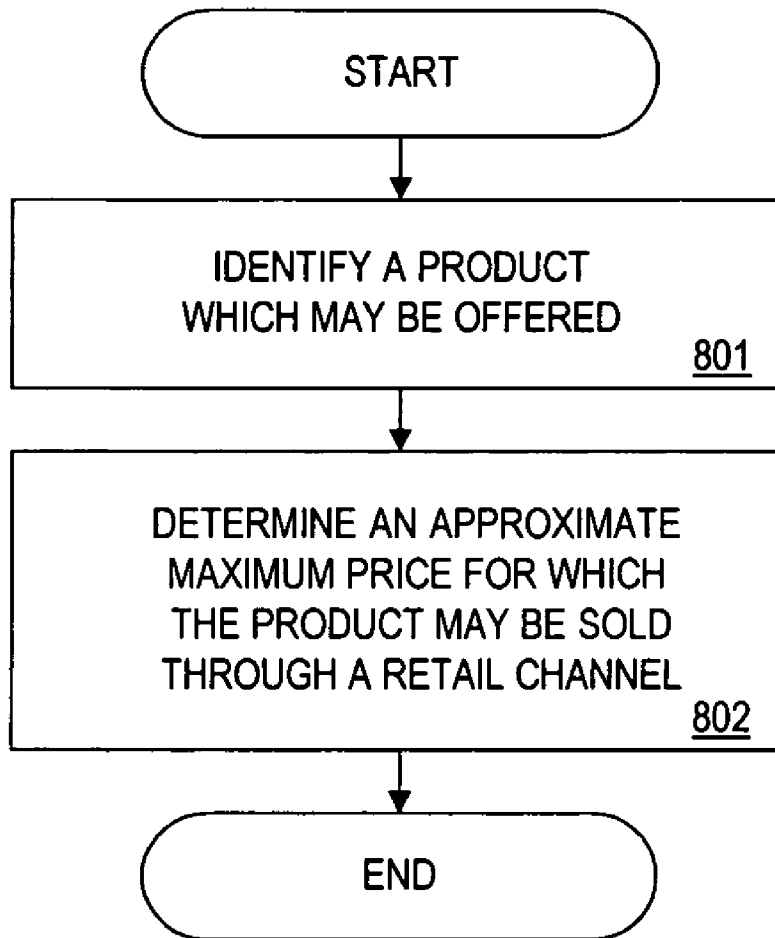 START
IDENTIFY A PRODUCT
WHICH MAY BE OFFERED
801
DETERMINE AN APPROXIMATE
MAXIMUM PRICE FOR WHICH
THE PRODUCT MAY BE SOLD
THROUGH A RETAIL CHANNEL
802
END